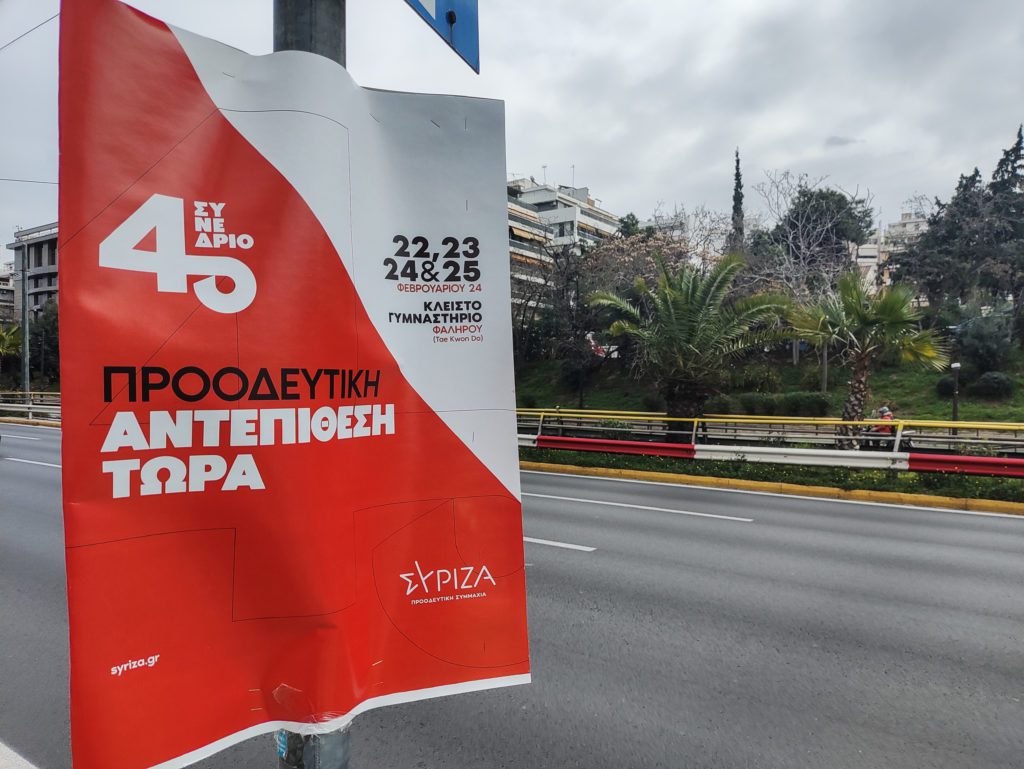 4ο
ΣΥ
ΝΕ
ΔΡΙΟ
22,23
24&25
ΦΕΒΡΟΥΑΡΙΟΥ 24
ΚΛΕΙΣΤΟ
ΓΥΜΝΑΣΤΗΡΙΟ
ΦΑΛΗΡΟΥ
(Tae Kwon Do)
ΠΡΟΟΔΕΥΤΙΚΗ
ΑΝΤΕΠΙΘΕΣΗ
ΤΩΡΑ
ΣΥΡΙΖΑ
ΠΡΟΟΔΕΥΤΙΚΗ ΣΥΜΜΑΧΙΑ
syriza.gr